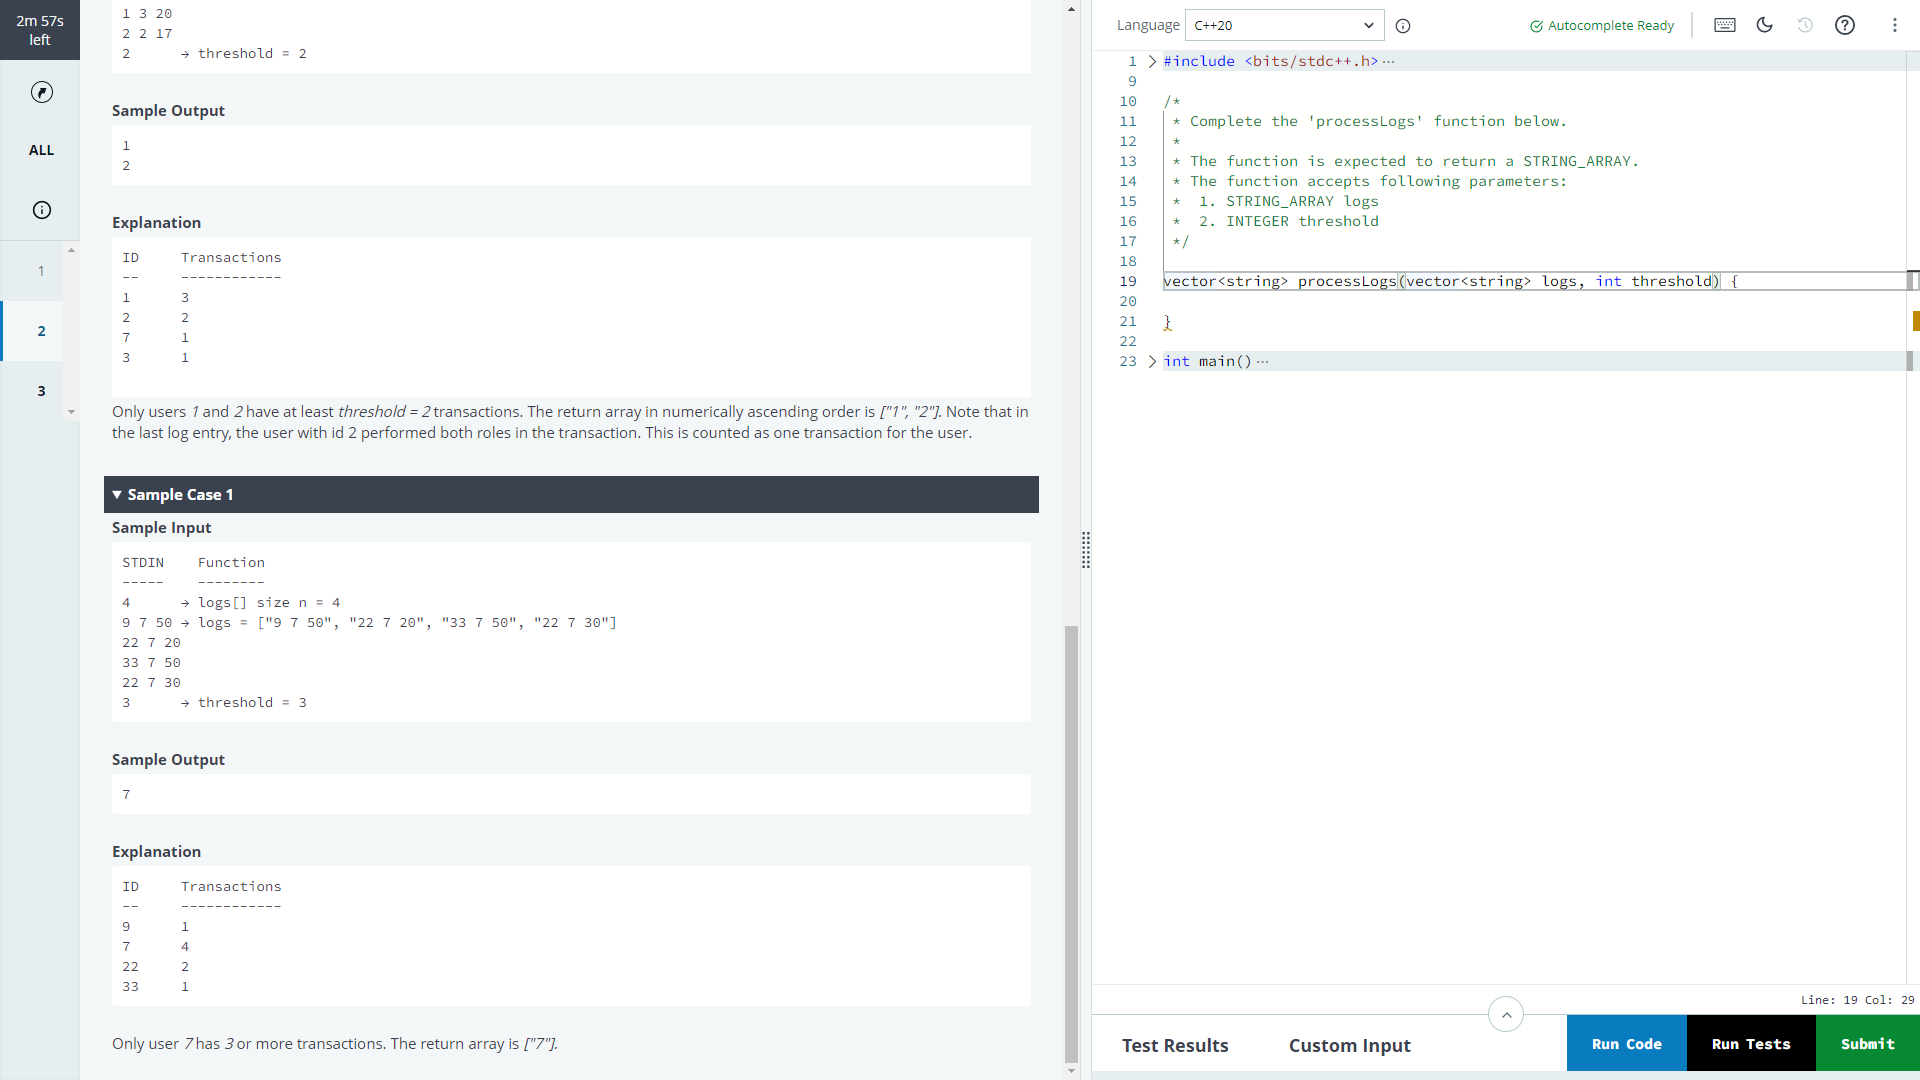 2m 57s
left
ALL
1
2
3
1 3 20
2 2 17
2 → threshold = 2
Sample Output
1
2
Explanation
ID Transactions
-- ------------
1 3
2 2
7 1
3 1
Only users 1 and 2 have at least threshold = 2 transactions. The return array in numerically ascending order is ["1", "2"]. Note that in
the last log entry, the user with id 2 performed both roles in the transaction. This is counted as one transaction for the user.
▼ Sample Case 1
Sample Input
STDIN Function
----- --------
4 → logs[] size n = 4
9 7 50 → logs = ["9 7 50", "22 7 20", "33 7 50", "22 7 30"]
22 7 20
33 7 50
22 7 30
3 → threshold = 3
Sample Output
7
Explanation
ID Transactions
-- ------------
9 1
7 4
22 2
33 1
Only user 7 has 3 or more transactions. The return array is ["7"].
Language C++20 Autocomplete Ready
1 #include <bits/stdc++.h>···
9
10 /*
11 * Complete the 'processLogs' function below.
12 *
13 * The function is expected to return a STRING_ARRAY.
14 * The function accepts following parameters:
15 * 1. STRING_ARRAY logs
16 * 2. INTEGER threshold
17 */
18
19 vector<string> processLogs(vector<string> logs, int threshold) {
20
21 }
22
23 int main()···
Line: 19 Col: 29
Test Results Custom Input Run Code Run Tests Submit